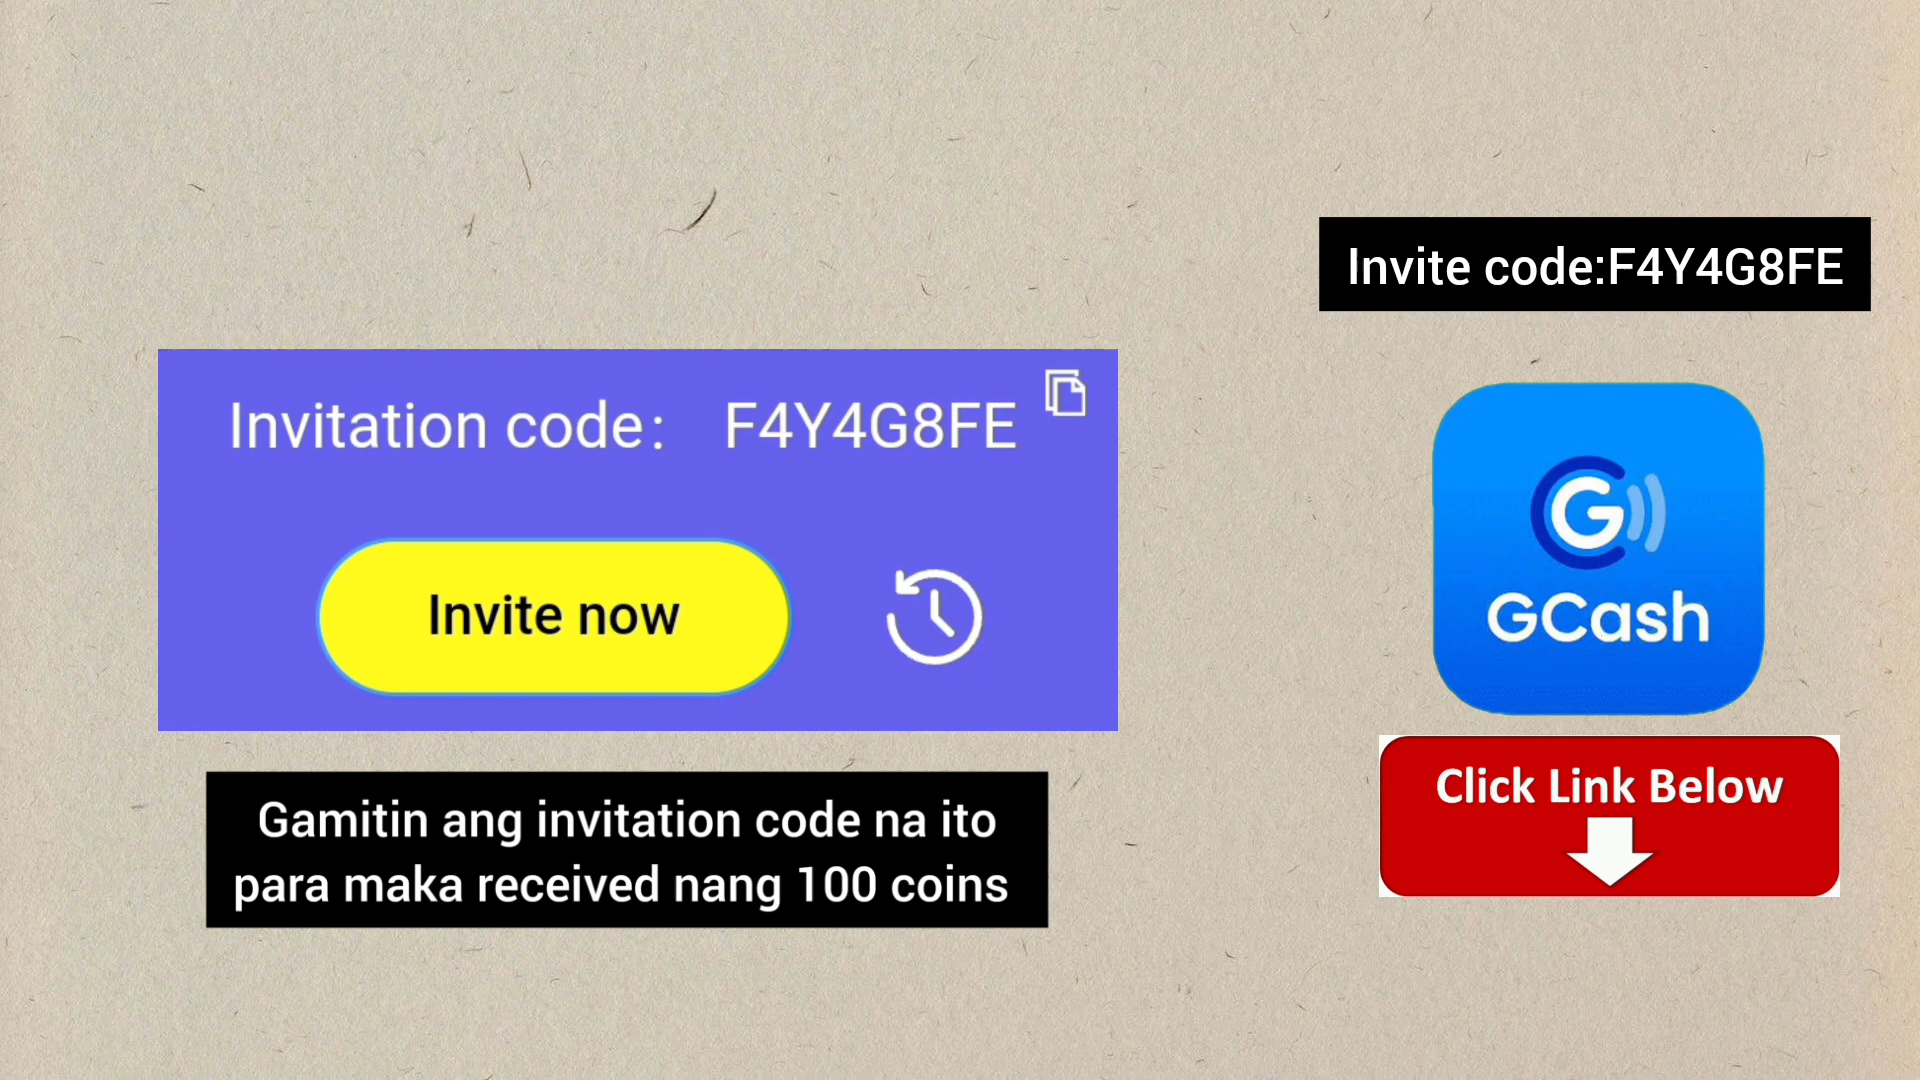 Invite code:F4Y4G8FE
Invitation code: F4Y4G8FE
Invite now
GCash
Click Link Below
Gamitin ang invitation code na ito
para maka received nang 100 coins